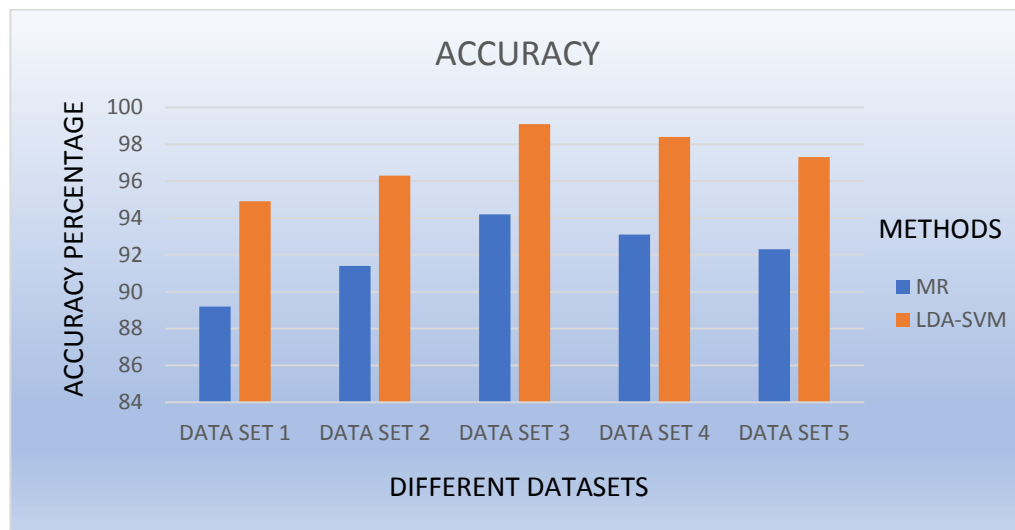 ACCURACY
ACCURACY PERCENTAGE
100
98
96
94
92
90
88
86
84
DATA SET 1 DATA SET 2 DATA SET 3 DATA SET 4 DATA SET 5
DIFFERENT DATASETS
METHODS
MR
LDA-SVM